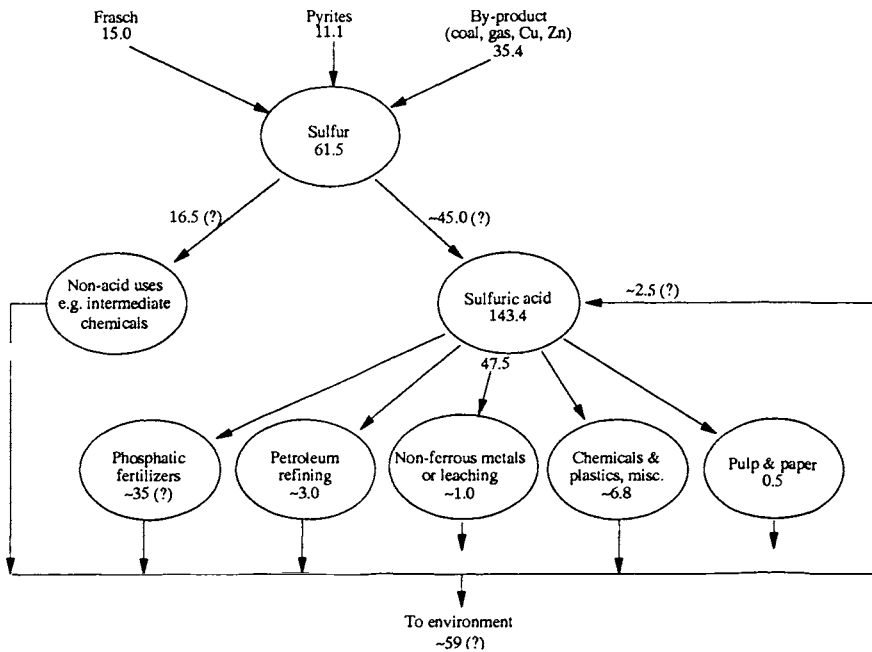 Frasch
15.0
Pyrites
11.1
By-product
(coal, gas, Cu, Zn)
35.4
Sulfur
61.5
16.5 (?)
~45.0 (?)
Non-acid uses
e.g. intermediate
chemicals
Sulfuric acid
143.4
~2.5 (?)
47.5
Phosphatic
fertilizers
~35 (?)
Petroleum
refining
~3.0
Non-ferrous metals
or leaching
~1.0
Chemicals &
plastics, misc.
~6.8
Pulp & paper
0.5
To environment
~59 (?)